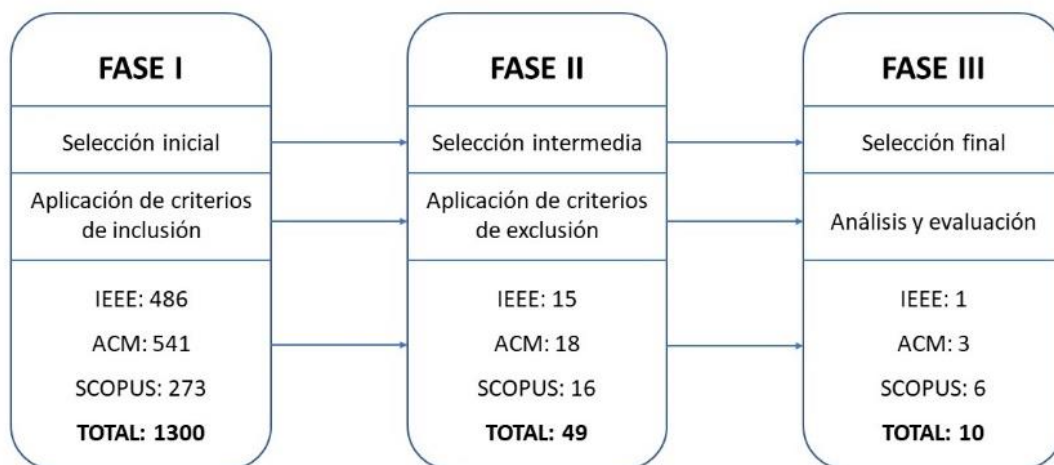 FASE I
Selección inicial
Aplicación de criterios
de inclusión
IEEE: 486
ACM: 541
SCOPUS: 273
TOTAL: 1300
FASE II
Selección intermedia
Aplicación de criterios
de exclusión
IEEE: 15
ACM: 18
SCOPUS: 16
TOTAL: 49
FASE III
Selección final
Análisis y evaluación
IEEE: 1
ACM: 3
SCOPUS: 6
TOTAL: 10